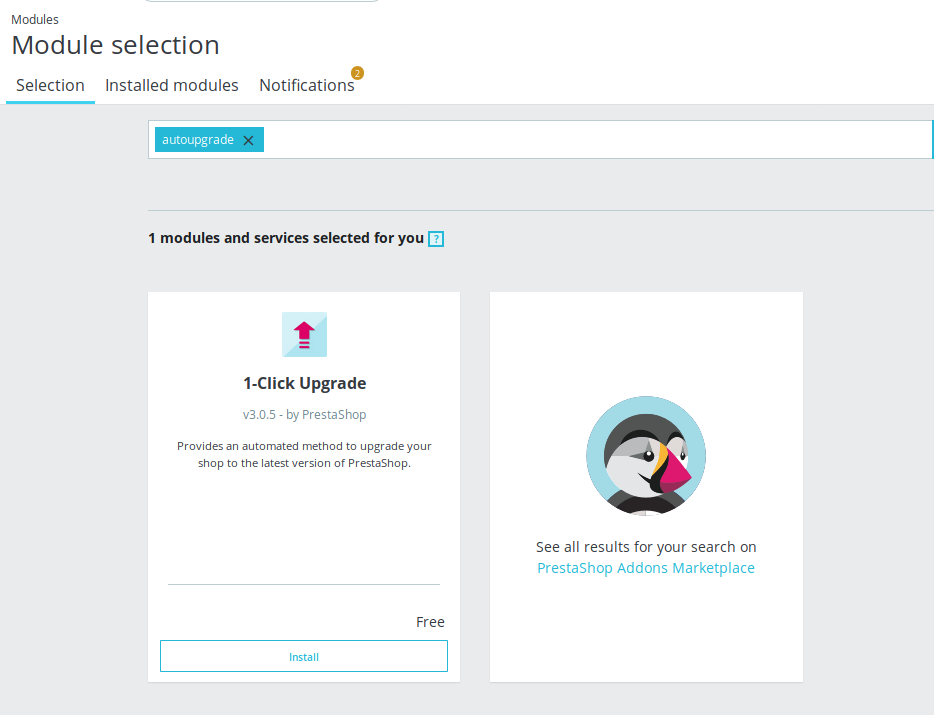 Modules
Module selection
Selection Installed modules Notifications 2
autoupgrade
1 modules and services selected for you ?
1-Click Upgrade
v3.0.5 - by PrestaShop
Provides an automated method to upgrade your
shop to the latest version of PrestaShop.
Free
Install
See all results for your search on
PrestaShop Addons Marketplace